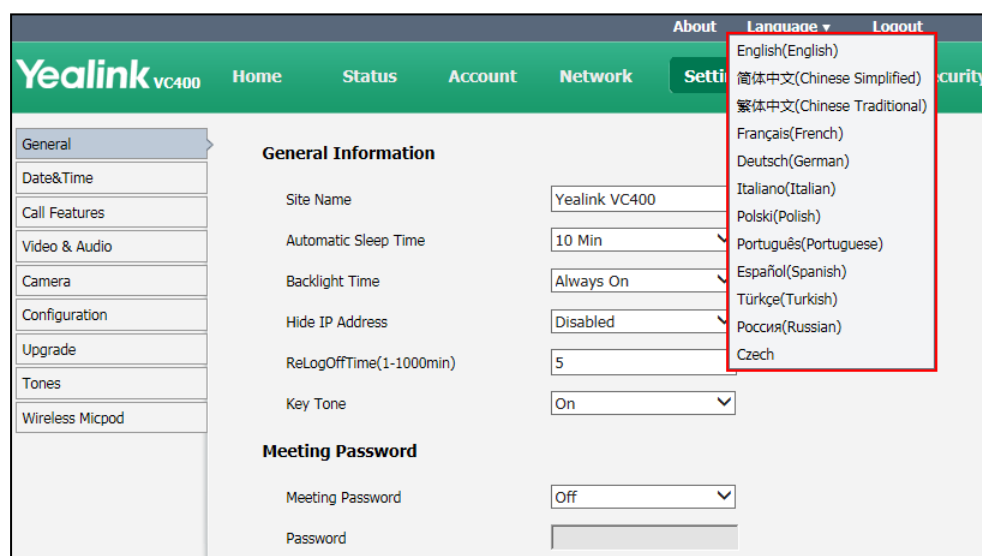 About Language ▾ Logout
Yealink VC400 Home Status Account Network
English(English)
简体中文(Chinese Simplified)
繁体中文(Chinese Traditional)
Français(French)
Deutsch(German)
Italiano(Italian)
Polski(Polish)
Português(Portuguese)
Español(Spanish)
Türkçe(Turkish)
Россия(Russian)
Czech
General
Date&Time
Call Features
Video & Audio
Camera
Configuration
Upgrade
Tones
Wireless Micpod
General Information
Site Name Yealink VC400
Automatic Sleep Time 10 Min
Backlight Time Always On
Hide IP Address Disabled
ReLogOffTime(1-1000min) 5
Key Tone On
Meeting Password
Meeting Password Off
Password